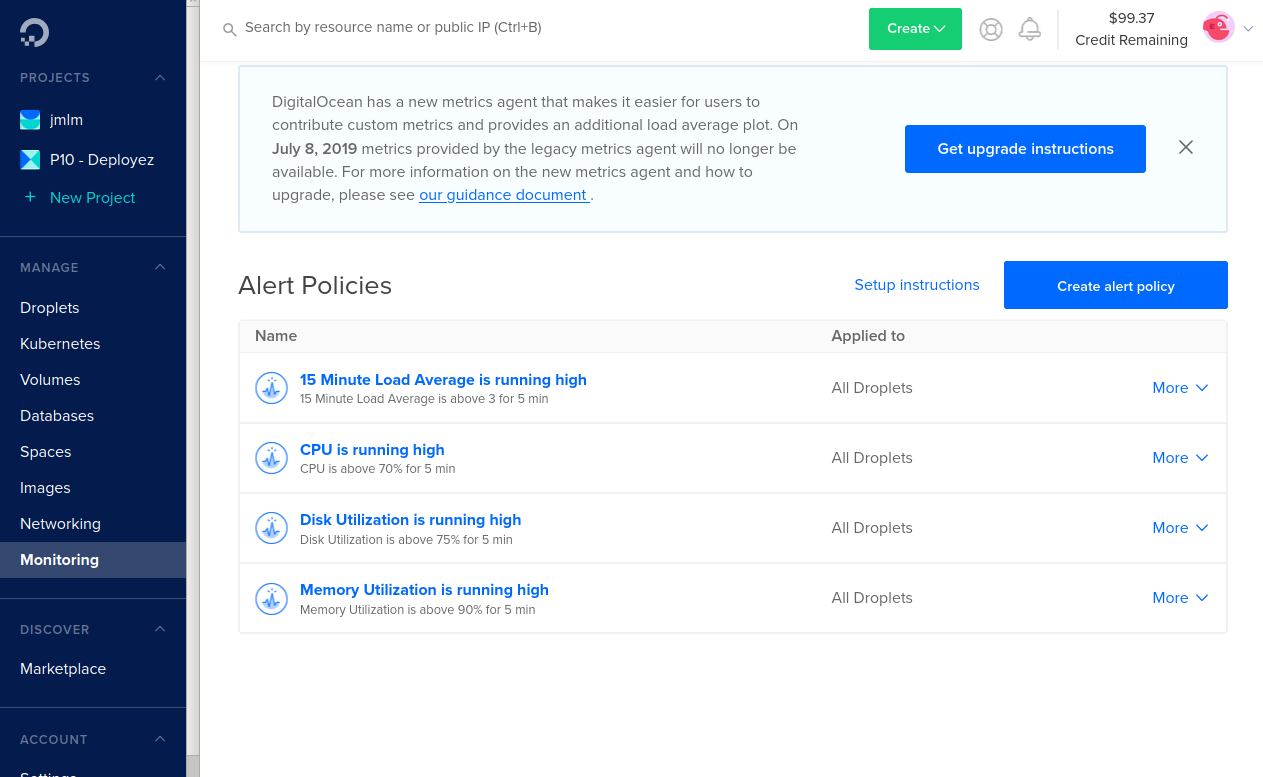 Search by resource name or public IP (Ctrl+B)
Create
$99.37
Credit Remaining
PROJECTS
jmlm
P10 - Deployez
+ New Project
MANAGE
Droplets
Kubernetes
Volumes
Databases
Spaces
Images
Networking
Monitoring
DISCOVER
Marketplace
ACCOUNT
Settings
DigitalOcean has a new metrics agent that makes it easier for users to
contribute custom metrics and provides an additional load average plot. On
July 8, 2019 metrics provided by the legacy metrics agent will no longer be
available. For more information on the new metrics agent and how to
upgrade, please see our guidance document .
Get upgrade instructions
Alert Policies
Setup instructions
Create alert policy
Name Applied to
15 Minute Load Average is running high
15 Minute Load Average is above 3 for 5 min
All Droplets
More
CPU is running high
CPU is above 70% for 5 min
All Droplets
More
Disk Utilization is running high
Disk Utilization is above 75% for 5 min
All Droplets
More
Memory Utilization is running high
Memory Utilization is above 90% for 5 min
All Droplets
More